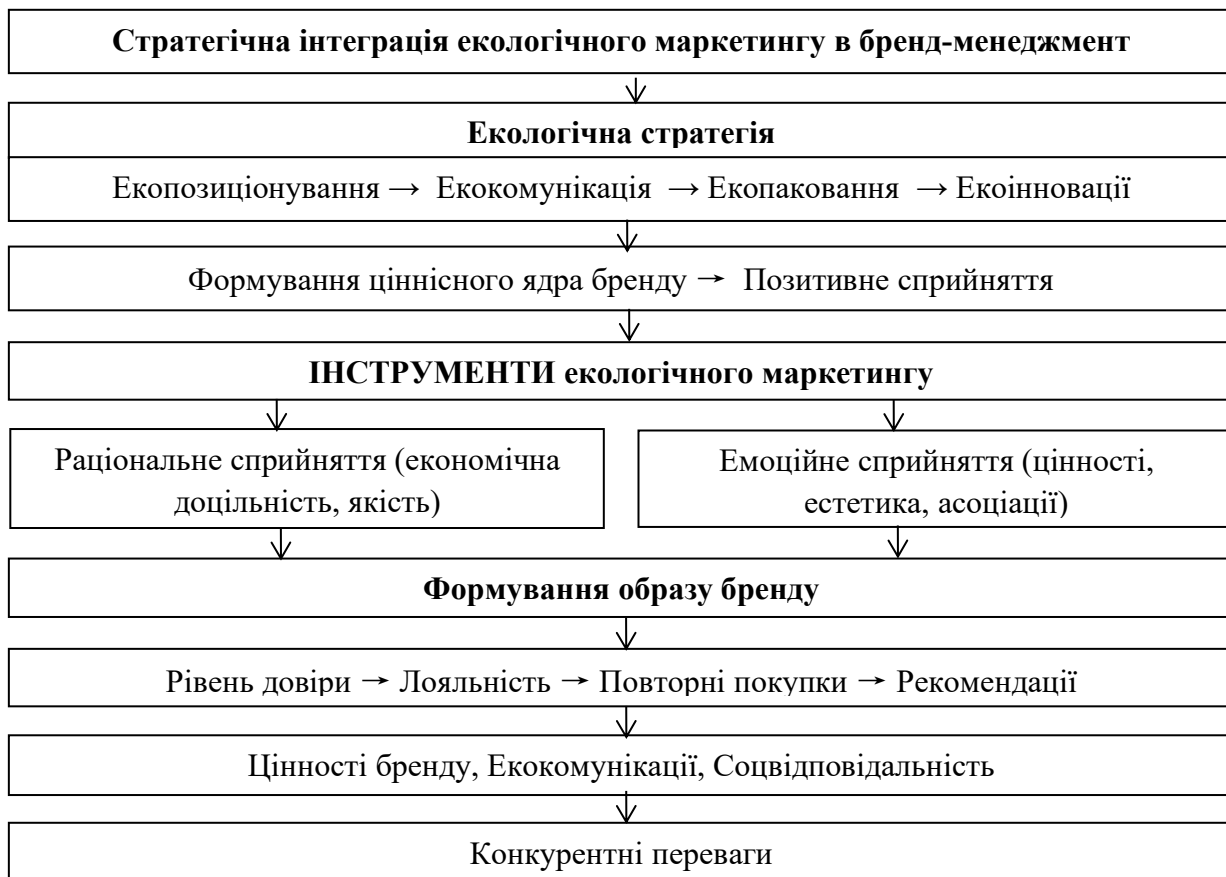 Стратегічна інтеграція екологічного маркетингу в бренд-менеджмент
Екологічна стратегія
Екопозиціонування → Екокомунікація → Екопаковання → Екоінновації
Формування ціннісного ядра бренду → Позитивне сприйняття
ІНСТРУМЕНТИ екологічного маркетингу
Раціональне сприйняття (економічна
доцільність, якість)
Емоційне сприйняття (цінності,
естетика, асоціації)
Формування образу бренду
Рівень довіри → Лояльність → Повторні покупки → Рекомендації
Цінності бренду, Екокомунікації, Соцвідповідальність
Конкурентні переваги